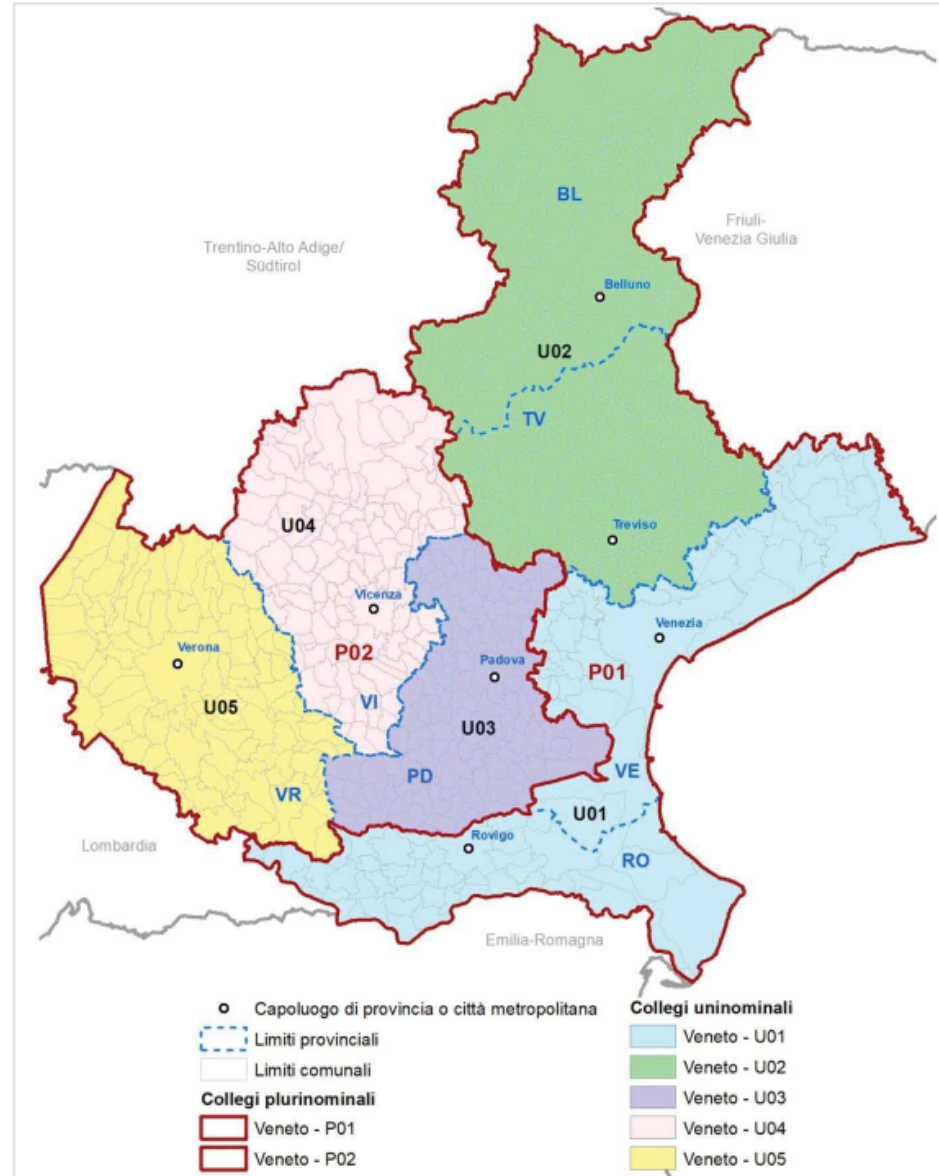 BL
Friuli-
Venezia Giulia
Trentino-Alto Adige/
Südtirol
Belluno
U02
TV
U04
Treviso
Vicenza
Venezia
Verona
P02
Padova
P01
U05
VI
U03
VE
PD
VR
U01
Lombardia
Rovigo
RO
Emilia-Romagna
Capoluogo di provincia o città metropolitana
Limiti provinciali
Limiti comunali
Collegi plurinominali
Veneto - P01
Veneto - P02
Collegi uninominali
Veneto - U01
Veneto - U02
Veneto - U03
Veneto - U04
Veneto - U05